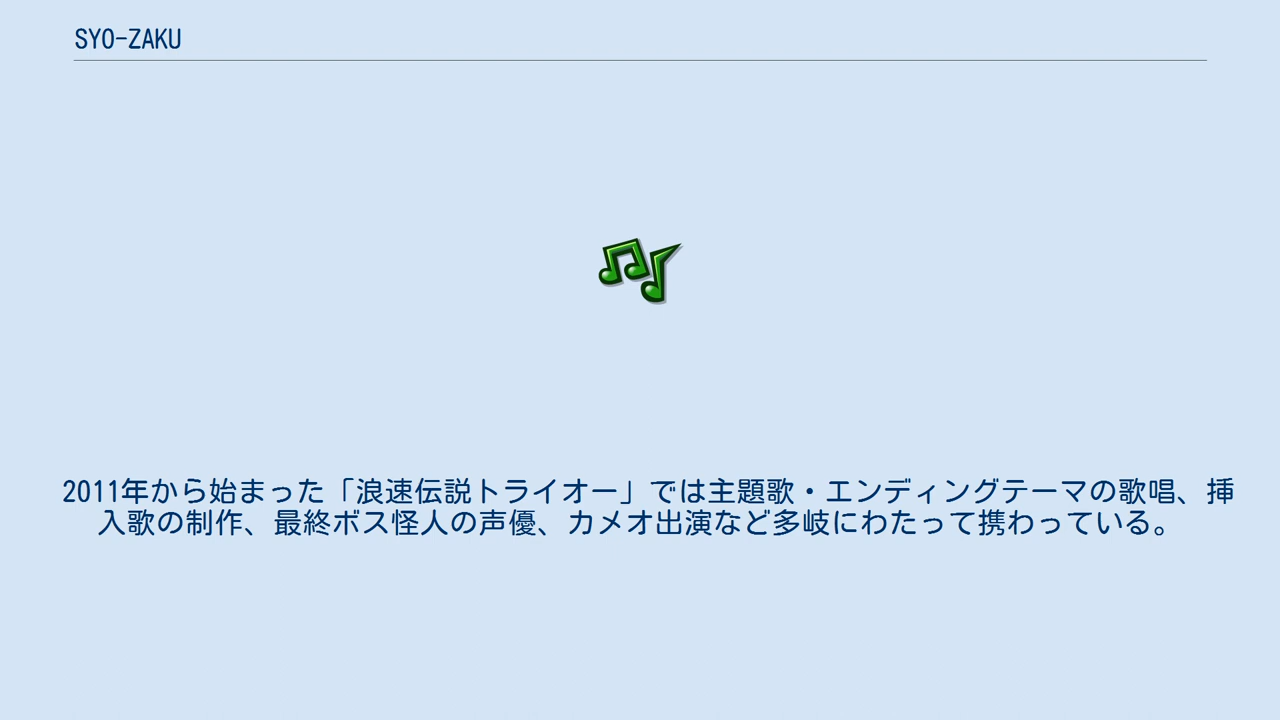 SYO-ZAKU
2011年から始まった「浪速伝説トライオー」では主題歌・エンディングテーマの歌唱、挿
入歌の制作、最終ボス怪人の声優、カメオ出演など多岐にわたって携わっている。